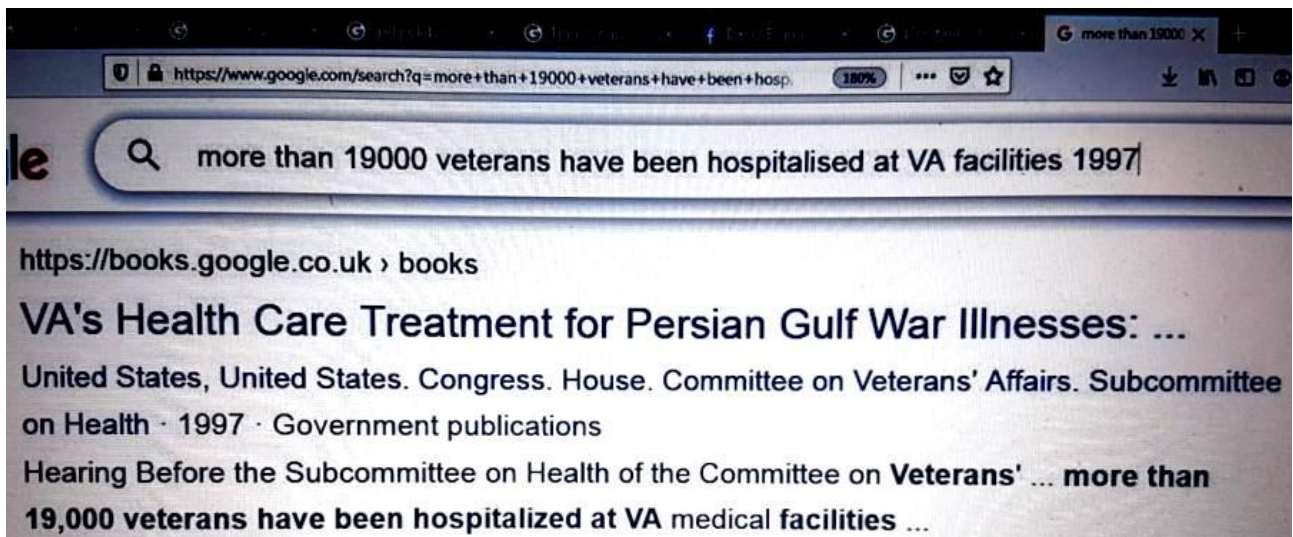 more than 19000
https://www.google.com/search?q=more+than+19000+veterans+have+been+hosp
180%
le more than 19000 veterans have been hospitalised at VA facilities 1997
https://books.google.co.uk › books
VA's Health Care Treatment for Persian Gulf War Illnesses: ...
United States, United States. Congress. House. Committee on Veterans' Affairs. Subcommittee
on Health · 1997 · Government publications
Hearing Before the Subcommittee on Health of the Committee on Veterans' ... more than
19,000 veterans have been hospitalized at VA medical facilities ...